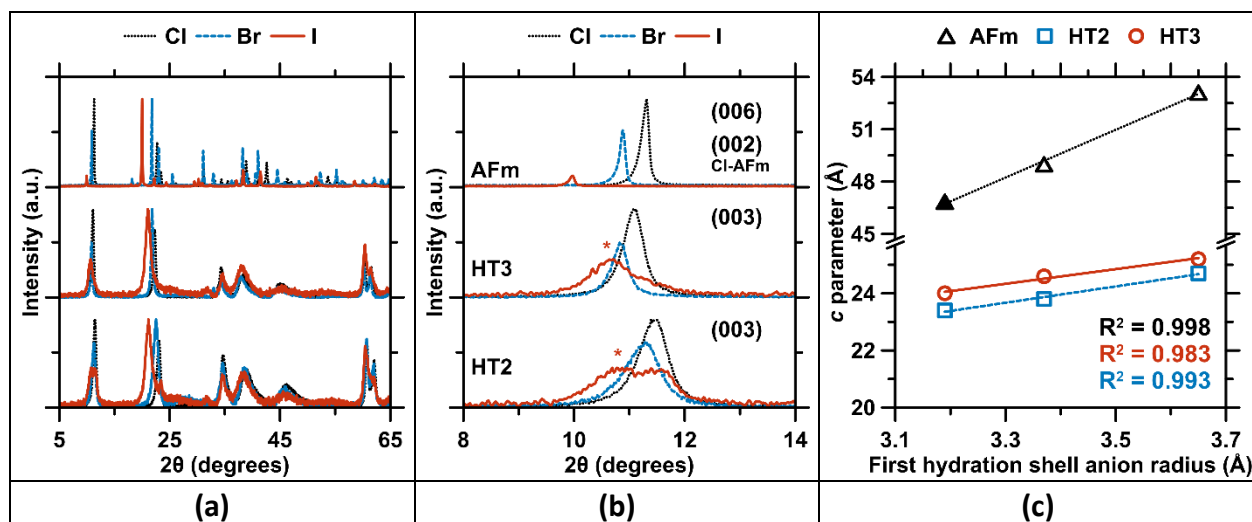 Cl Br I
Intensity (a.u.)
5 25 45 65
2θ (degrees)
(a)
Cl Br I
Intensity (a.u.)
(006)
(002)
Cl-AFm
AFm
(003)
*
HT3
(003)
*
HT2
8 10 12 14
2θ (degrees)
(b)
AFm HT2 HT3
c parameter (Å)
54
51
48
45
28
24
20
R² = 0.998
R² = 0.983
R² = 0.993
3.1 3.3 3.5 3.7
First hydration shell anion radius (Å)
(c)